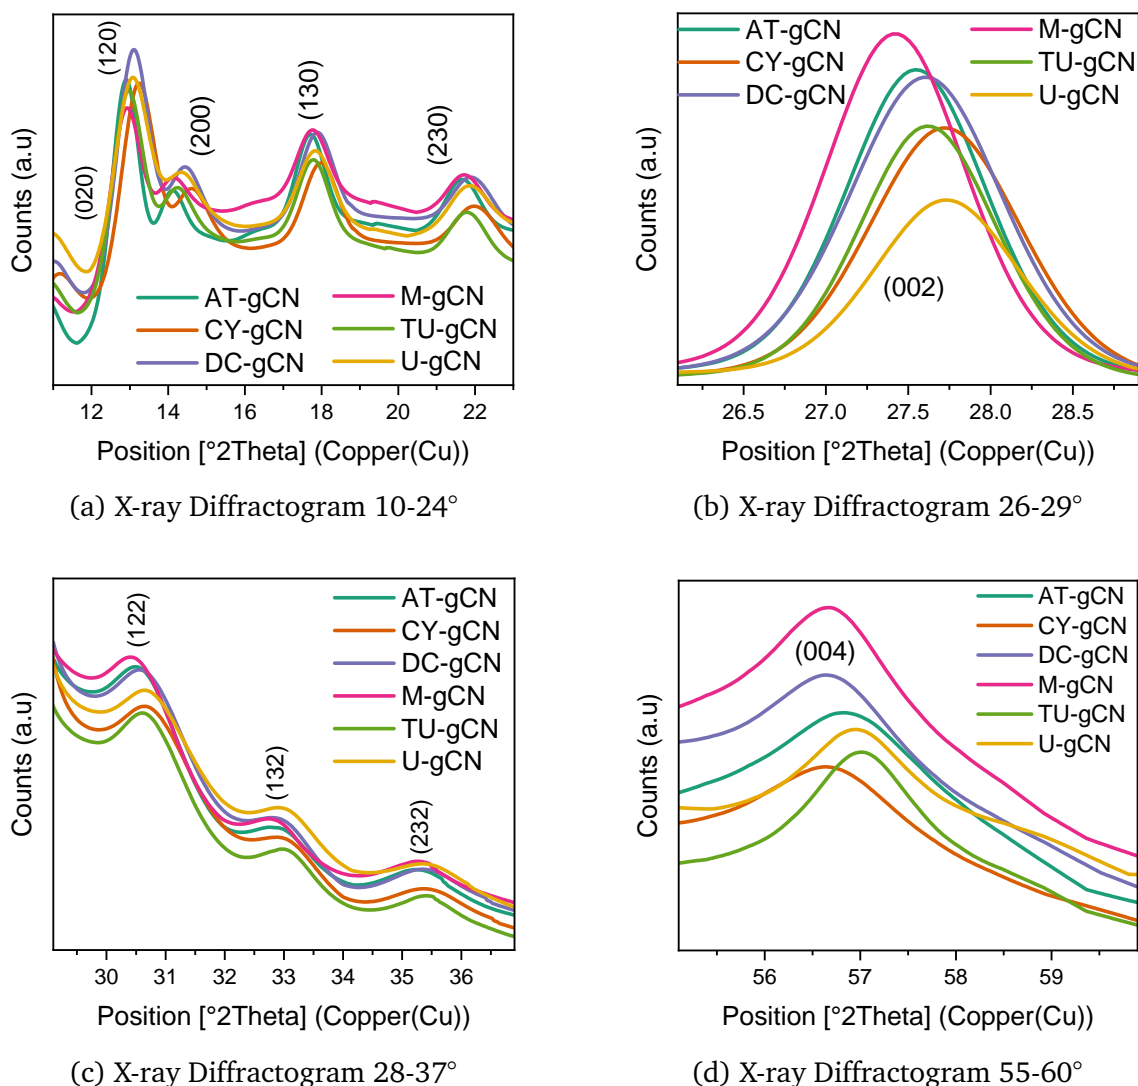 (020)
(120)
(200)
(130)
(230)
Counts (a.u)
AT-gCN
CY-gCN
DC-gCN
M-gCN
TU-gCN
U-gCN
12 14 16 18 20 22
Position [°2Theta] (Copper(Cu))
(a) X-ray Diffractogram 10-24°
AT-gCN
CY-gCN
DC-gCN
M-gCN
TU-gCN
U-gCN
(002)
Counts (a.u)
26.5 27.0 27.5 28.0 28.5
Position [°2Theta] (Copper(Cu))
(b) X-ray Diffractogram 26-29°
(122)
(132)
(232)
AT-gCN
CY-gCN
DC-gCN
M-gCN
TU-gCN
U-gCN
Counts (a.u)
30 31 32 33 34 35 36
Position [°2Theta] (Copper(Cu))
(c) X-ray Diffractogram 28-37°
(004)
AT-gCN
CY-gCN
DC-gCN
M-gCN
TU-gCN
U-gCN
Counts (a.u)
56 57 58 59
Position [°2Theta] (Copper(Cu))
(d) X-ray Diffractogram 55-60°